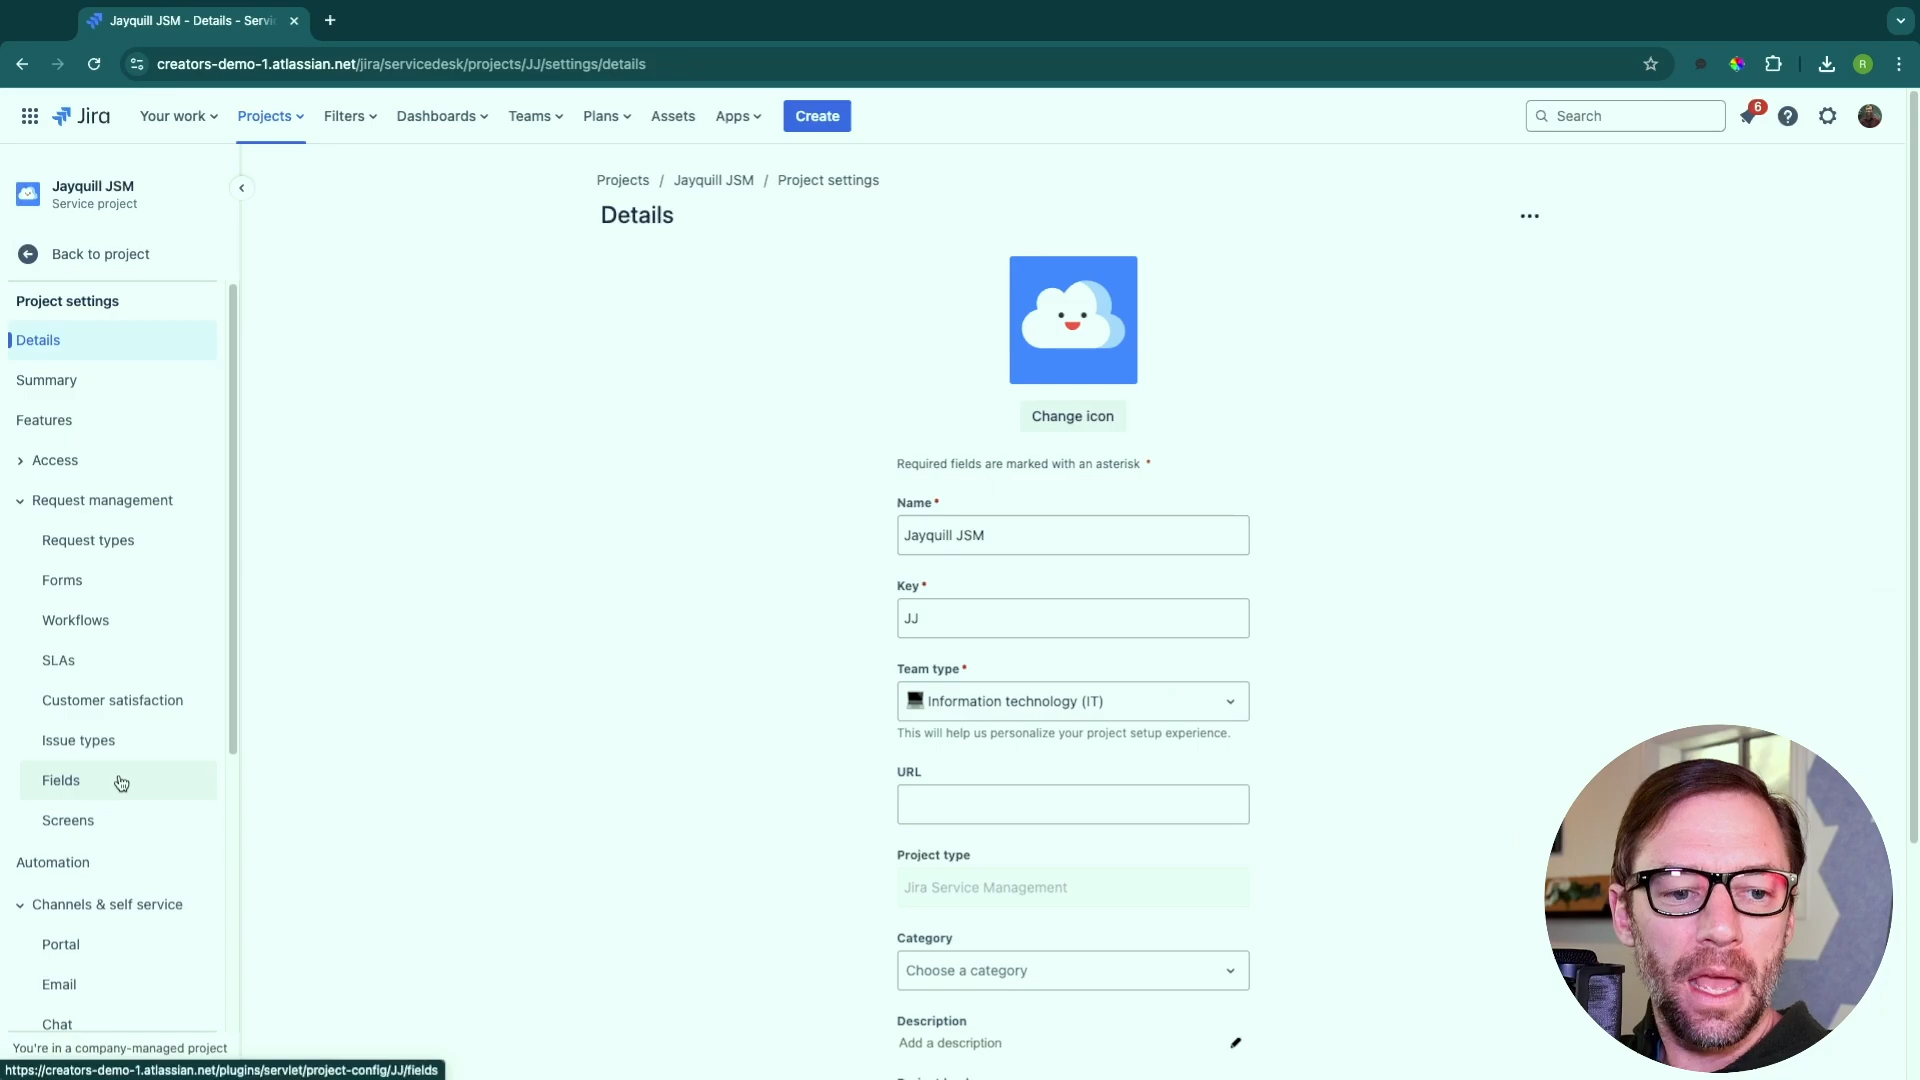 Jayquill JSM - Details - Servi
creators-demo-1.atlassian.net/jira/servicedesk/projects/JJ/settings/details
R
Jira
Your work
Projects
Filters
Dashboards
Teams
Plans
Assets
Apps
Create
Search
6
Jayquill JSM
Service project
Back to project
Project settings
Details
Summary
Features
Access
Request management
Request types
Forms
Workflows
SLAs
Customer satisfaction
Issue types
Fields
Screens
Automation
Channels & self service
Portal
Email
Chat
You're in a company-managed project
https://creators-demo-1.atlassian.net/plugins/servlet/project-config/JJ/fields
Projects / Jayquill JSM / Project settings
Details
Change icon
Required fields are marked with an asterisk *
Name *
Jayquill JSM
Key *
JJ
Team type *
Information technology (IT)
This will help us personalize your project setup experience.
URL
Project type
Jira Service Management
Category
Choose a category
Description
Add a description